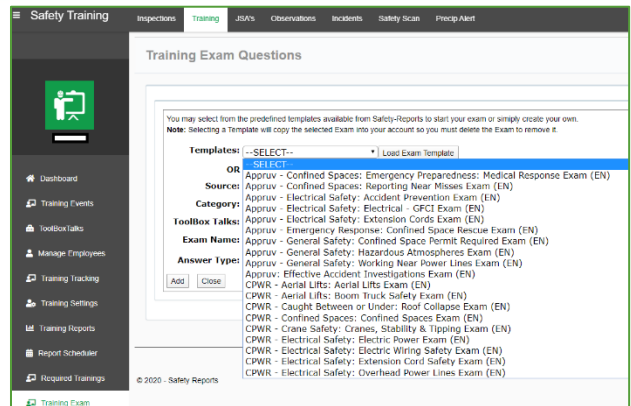 Safety Training
Inspections Training JSA's Observations Incidents Safety Scan Precip Alert
Training Exam Questions
You may select from the predefined templates available from Safety-Reports to start your exam or simiply create your own.
Note: Selecting a Template will copy the selected Exam into your account so you must delete the Exam to remove it.
Templates: --SELECT-- Load Exam Template
OR
Source:
Category:
ToolBox Talks:
Exam Name:
Answer Type:
Add Close
--SELECT--
Appruv - Confined Spaces: Emergency Preparedness: Medical Response Exam (EN)
Appruv - Confined Spaces: Reporting Near Misses Exam (EN)
Appruv - Electrical Safety: Accident Prevention Exam (EN)
Appruv - Electrical Safety: Electrical - GFCI Exam (EN)
Appruv - Electrical Safety: Extension Cords Exam (EN)
Appruv - Emergency Response: Confined Space Rescue Exam (EN)
Appruv - General Safety: Confined Space Permit Required Exam (EN)
Appruv - General Safety: Hazardous Atmospheres Exam (EN)
Appruv - General Safety: Working Near Power Lines Exam (EN)
Appruv: Effective Accident Investigations Exam (EN)
CPWR - Aerial Lifts: Aerial Lifts Exam (EN)
CPWR - Aerial Lifts: Boom Truck Safety Exam (EN)
CPWR - Caught Between or Under: Roof Collapse Exam (EN)
CPWR - Confined Spaces: Confined Spaces Exam (EN)
CPWR - Crane Safety: Cranes, Stability & Tipping Exam (EN)
CPWR - Electrical Safety: Electric Power Exam (EN)
CPWR - Electrical Safety: Electric Wiring Safety Exam (EN)
CPWR - Electrical Safety: Extension Cord Safety Exam (EN)
CPWR - Electrical Safety: Overhead Power Lines Exam (EN)
Dashboard
Training Events
ToolBoxTalks
Manage Employees
Training Tracking
Training Settings
Training Reports
Report Scheduler
Required Trainings
Training Exam
© 2020 - Safety Reports